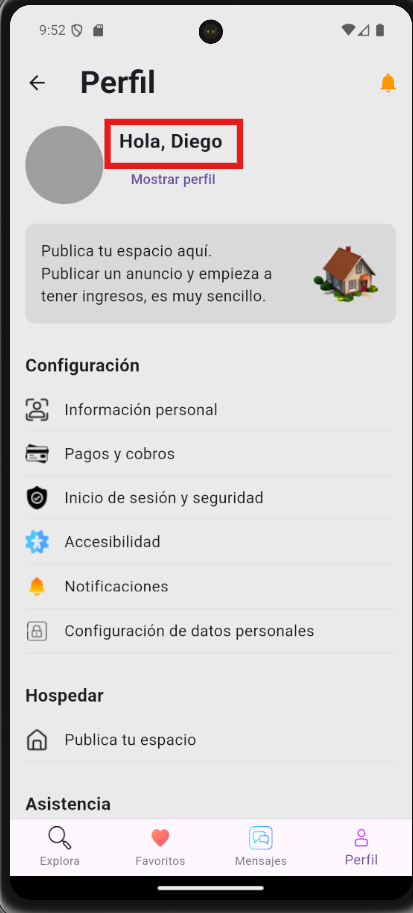 9:52
Perfil
Hola, Diego
Mostrar perfil
Publica tu espacio aquí.
Publicar un anuncio y empieza a
tener ingresos, es muy sencillo.
Configuración
Información personal
Pagos y cobros
Inicio de sesión y seguridad
Accesibilidad
Notificaciones
Configuración de datos personales
Hospedar
Publica tu espacio
Asistencia
Explora
Favoritos
Mensajes
Perfil